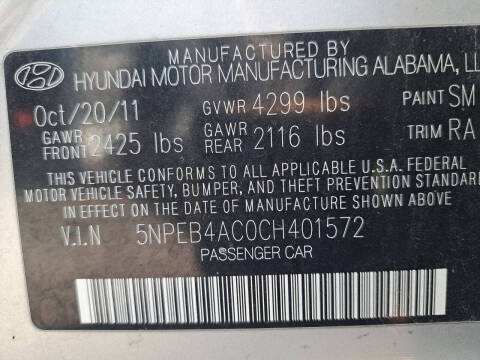 MANUFACTURED BY
HYUNDAI MOTOR MANUFACTURING ALABAMA, LL
Oct/20/11 GVWR 4299 lbs PAINT SM
GAWR FRONT 2425 lbs GAWR REAR 2116 lbs TRIM RA
THIS VEHICLE CONFORMS TO ALL APPLICABLE U.S.A. FEDERAL
MOTOR VEHICLE SAFETY, BUMPER, AND THEFT PREVENTION
STANDARDS IN EFFECT ON THE DATE OF MANUFACTURE SHOWN
ABOVE.
V.I.N 5NPEB4AC0CH401572
PASSENGER CAR